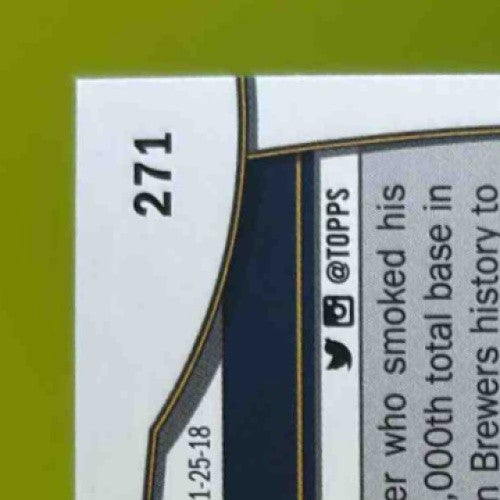 271
1-25-18
@TOPPS
er who smoked his
000th total base in
n Brewers history to